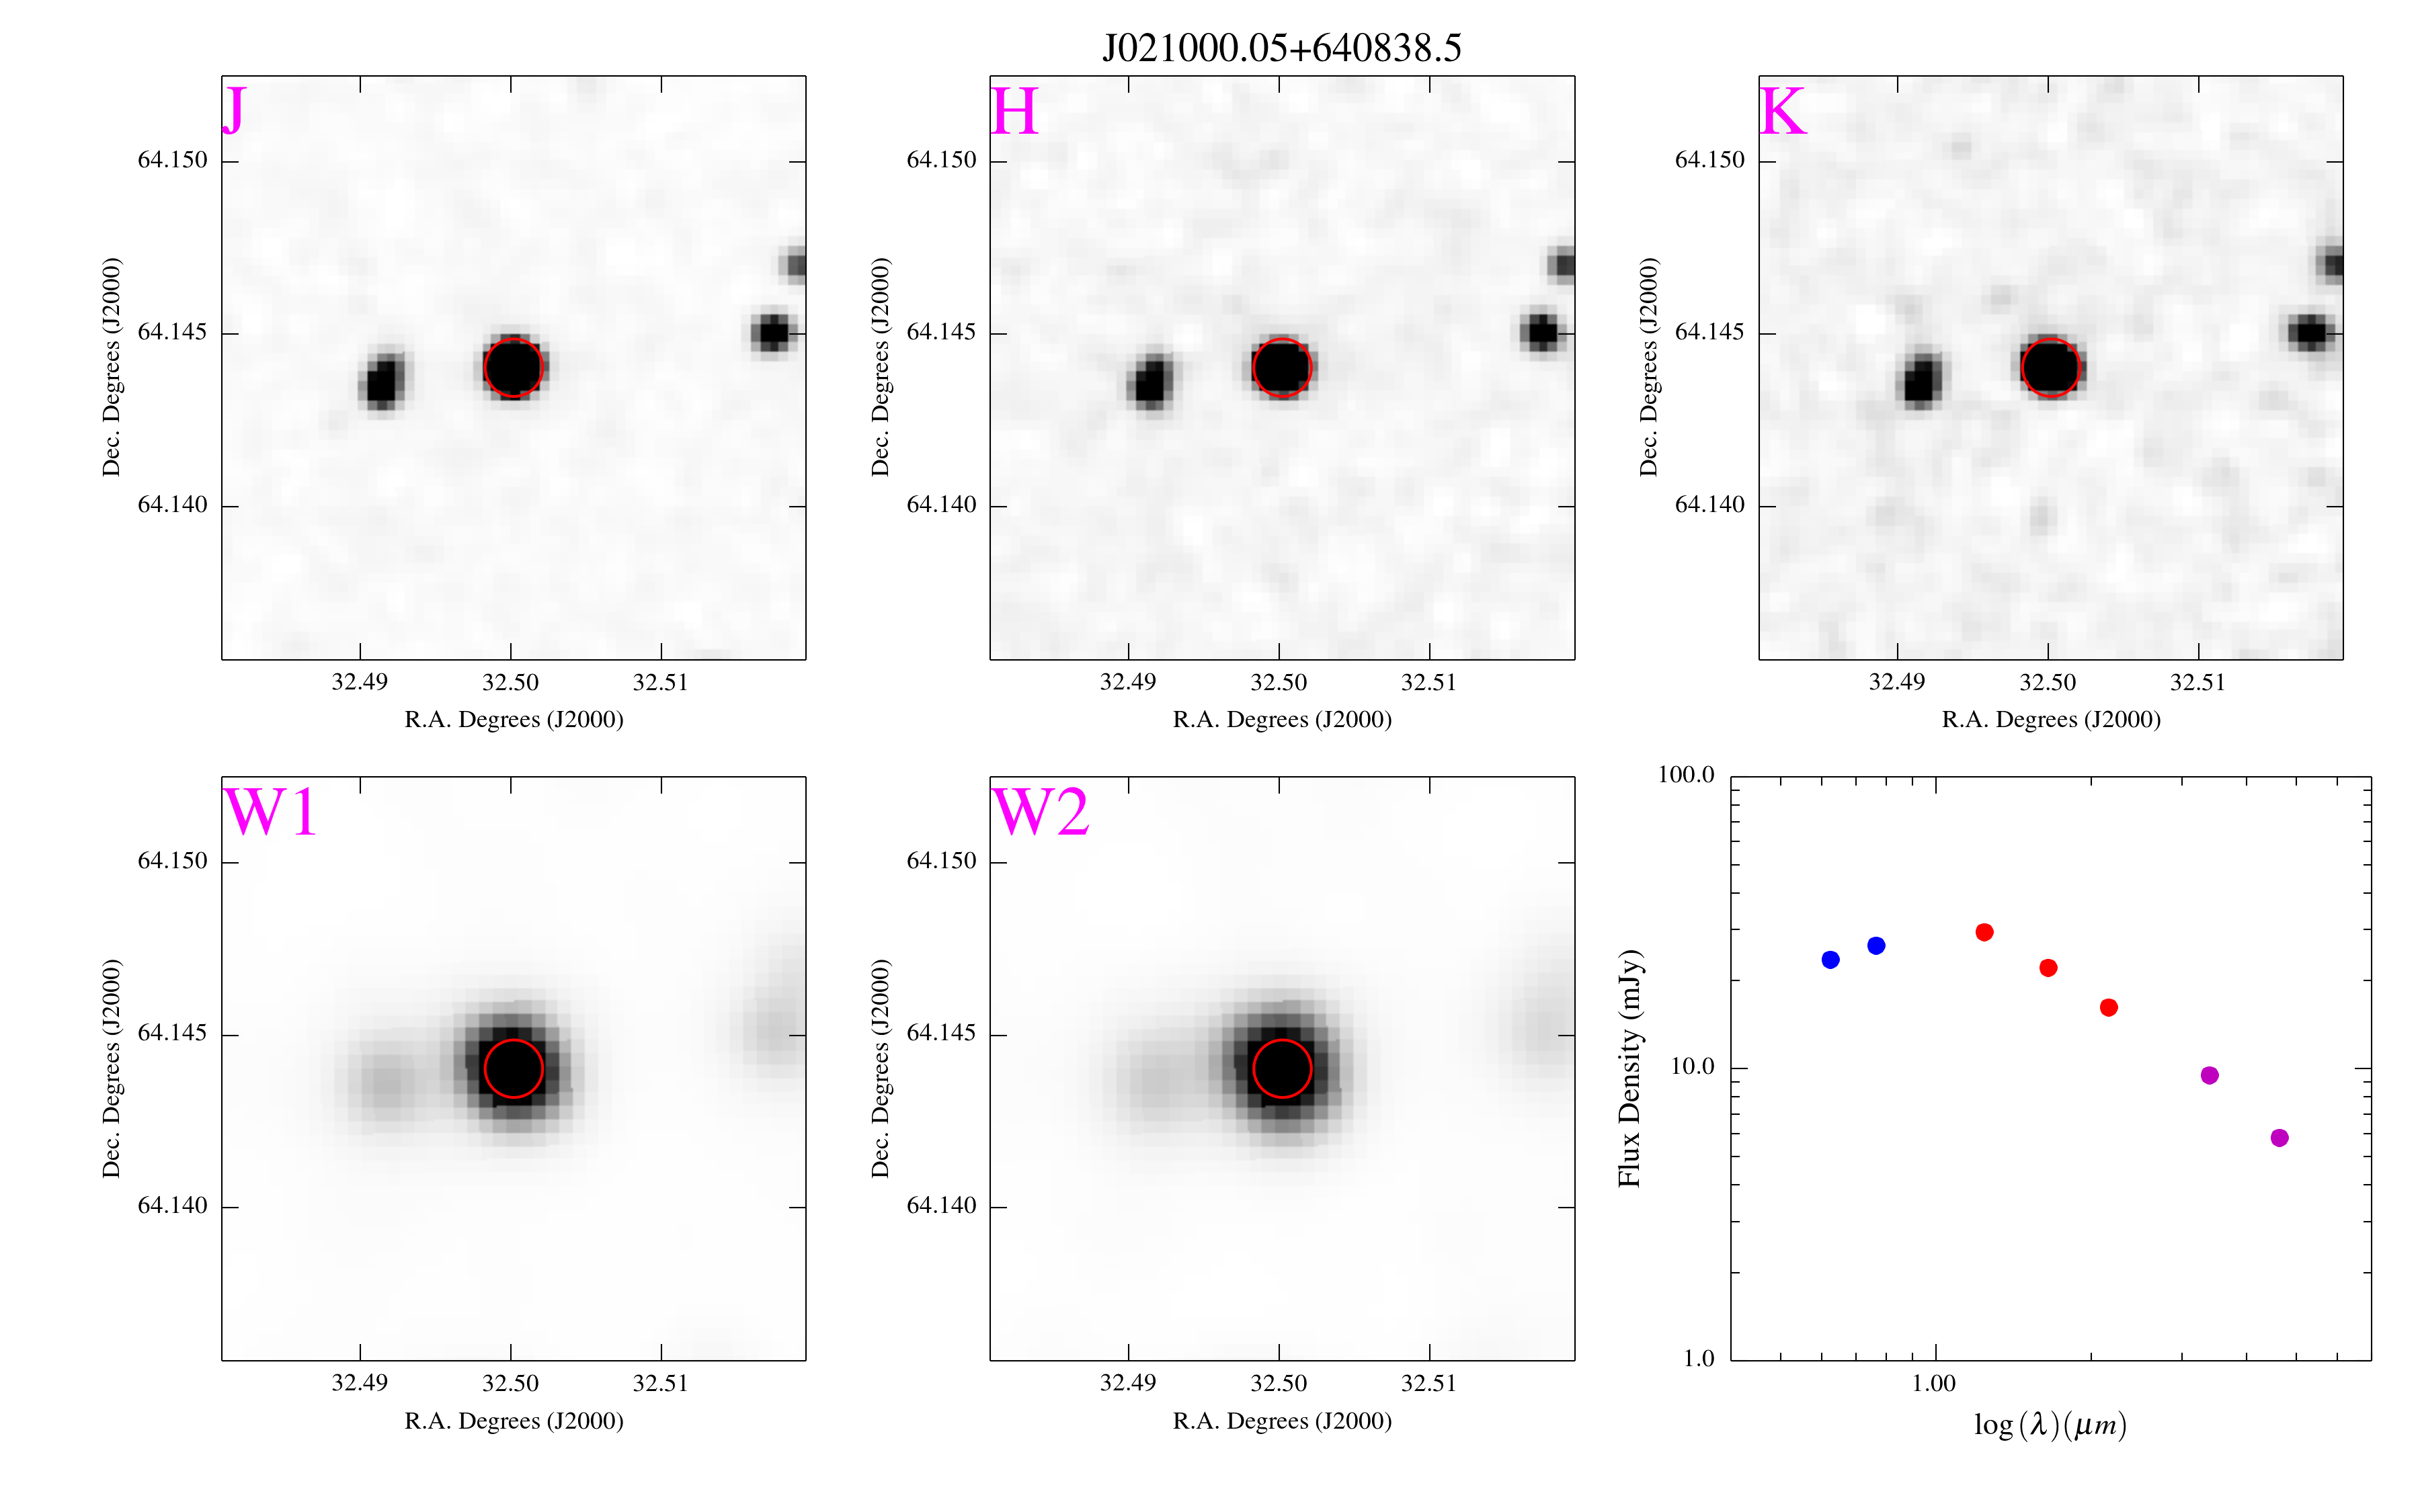 J021000.05+640838.5
J
64.150
64.145
64.140
Dec. Degrees (J2000)
32.49 32.50 32.51
R.A. Degrees (J2000)
H
64.150
64.145
64.140
Dec. Degrees (J2000)
32.49 32.50 32.51
R.A. Degrees (J2000)
K
64.150
64.145
64.140
Dec. Degrees (J2000)
32.49 32.50 32.51
R.A. Degrees (J2000)
W1
64.150
64.145
64.140
Dec. Degrees (J2000)
32.49 32.50 32.51
R.A. Degrees (J2000)
W2
64.150
64.145
64.140
Dec. Degrees (J2000)
32.49 32.50 32.51
R.A. Degrees (J2000)
100.0
10.0
1.0
Flux Density (mJy)
1.00
log(λ)(μm)